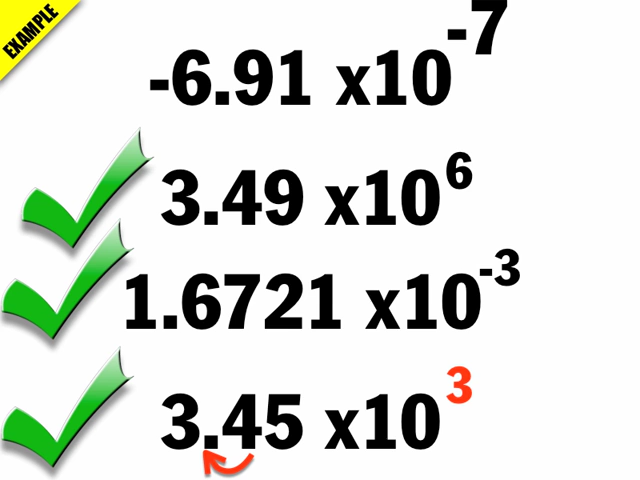 EXAMPLE
-6.91 x10⁻⁷
3.49 x10⁶
1.6721 x10⁻³
3.45 x10³